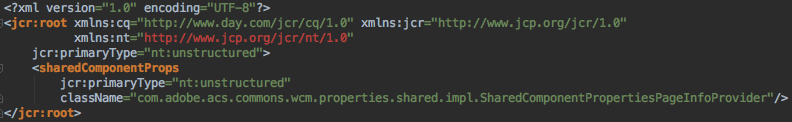 <?xml version="1.0" encoding="UTF-8"?>
<jcr:root xmlns:cq="http://www.day.com/jcr/cq/1.0" xmlns:jcr="http://www.jcp.org/jcr/1.0"
xmlns:nt="http://www.jcp.org/jcr/nt/1.0"
jcr:primaryType="nt:unstructured">
<sharedComponentProps
jcr:primaryType="nt:unstructured"
className="com.adobe.acs.commons.wcm.properties.shared.impl.SharedComponentPropertiesPageInfoProvider"/>
</jcr:root>